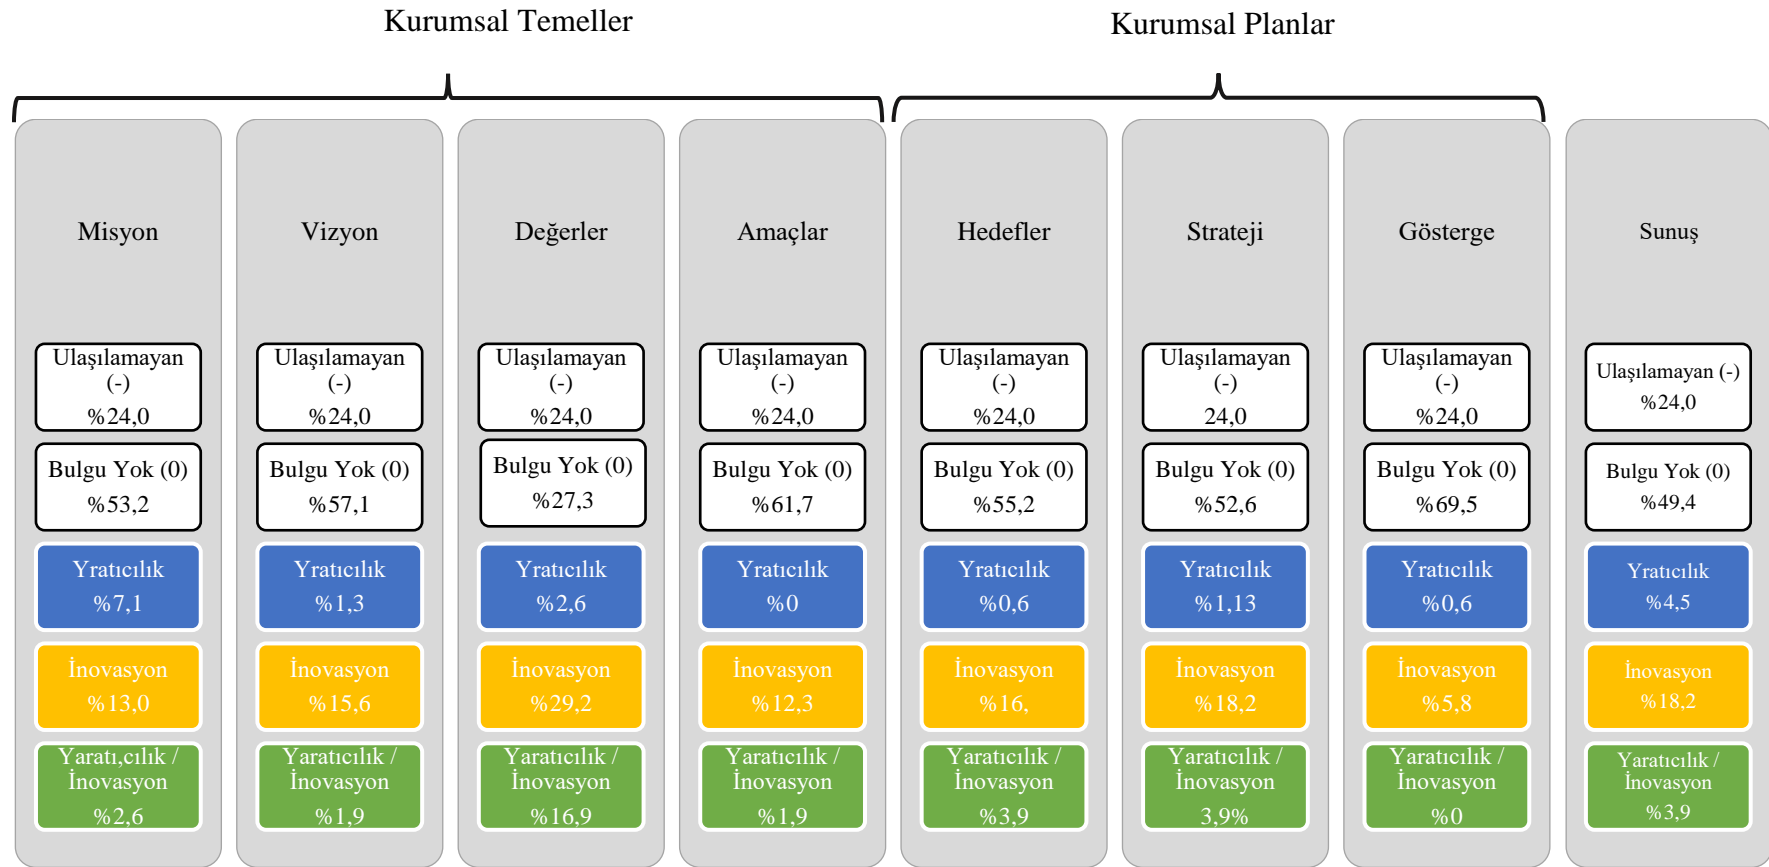 Kurumsal Temeller
Kurumsal Planlar
Misyon
Ulaşılamayan
(-)
%24,0
Bulgu Yok (0)
%53,2
Yratıcılık
%7,1
İnovasyon
%13,0
Yaratı,cılık /
İnovasyon
%2,6
Vizyon
Ulaşılamayan
(-)
%24,0
Bulgu Yok (0)
%57,1
Yratıcılık
%1,3
İnovasyon
%15,6
Yaratıcılık /
İnovasyon
%1,9
Değerler
Ulaşılamayan
(-)
%24,0
Bulgu Yok (0)
%27,3
Yratıcılık
%2,6
İnovasyon
%29,2
Yaratıcılık /
İnovasyon
%16,9
Amaçlar
Ulaşılamayan
(-)
%24,0
Bulgu Yok (0)
%61,7
Yratıcılık
%0
İnovasyon
%12,3
Yaratıcılık /
İnovasyon
%1,9
Hedefler
Ulaşılamayan
(-)
%24,0
Bulgu Yok (0)
%55,2
Yratıcılık
%0,6
İnovasyon
%16,
Yaratıcılık /
İnovasyon
%3,9
Strateji
Ulaşılamayan
(-)
24,0
Bulgu Yok (0)
%52,6
Yratıcılık
%1,13
İnovasyon
%18,2
Yaratıcılık /
İnovasyon
3,9%
Gösterge
Ulaşılamayan
(-)
%24,0
Bulgu Yok (0)
%69,5
Yratıcılık
%0,6
İnovasyon
%5,8
Yaratıcılık /
İnovasyon
%0
Sunuş
Ulaşılamayan (-)
%24,0
Bulgu Yok (0)
%49,4
Yratıcılık
%4,5
İnovasyon
%18,2
Yaratıcılık /
İnovasyon
%3,9